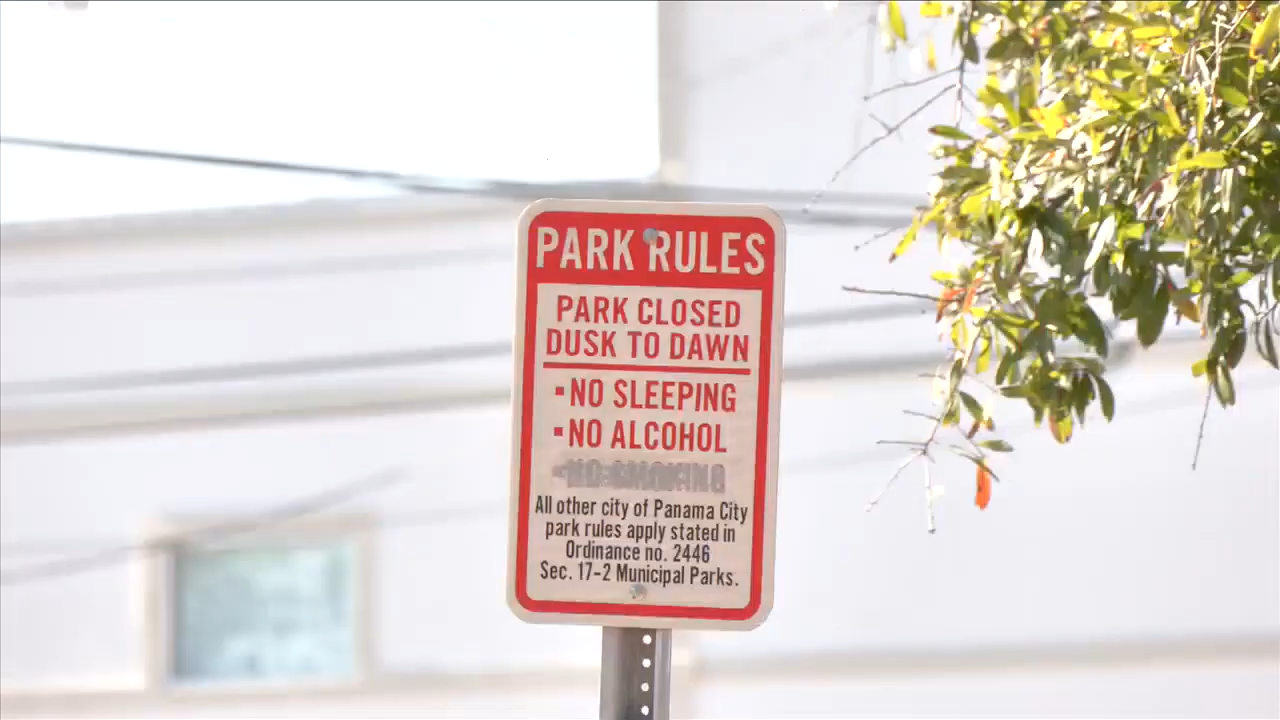 PARK RULES
PARK CLOSED
DUSK TO DAWN
▪NO SLEEPING
▪NO ALCOHOL
▪NO SMOKING
All other city of Panama City
park rules apply stated in
Ordinance no. 2446
Sec. 17-2 Municipal Parks.